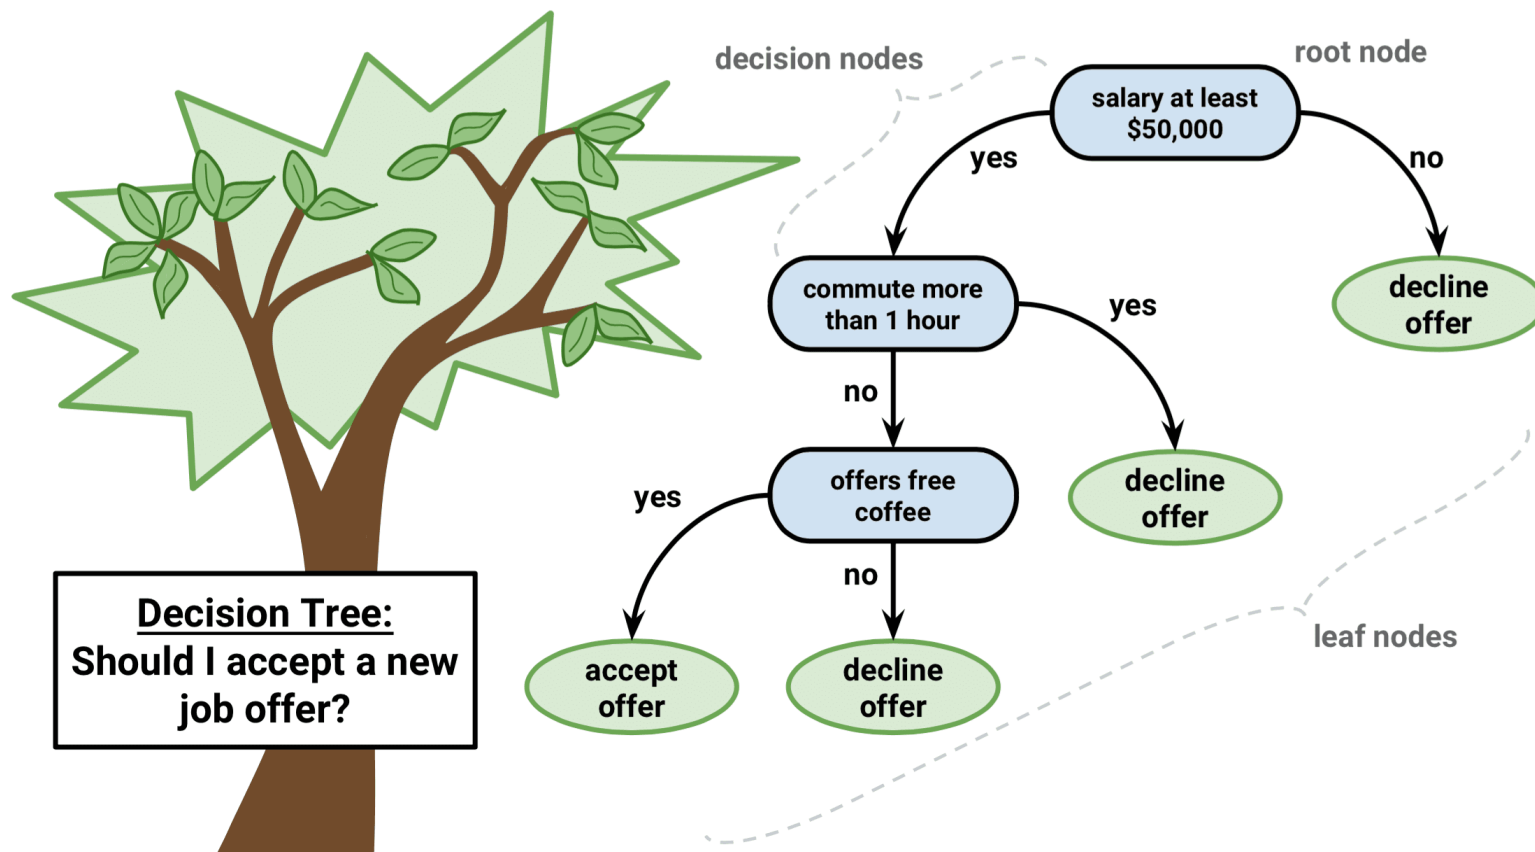 decision nodes
root node
salary at least
$50,000
yes
no
commute more
than 1 hour
yes
decline
offer
no
offers free
coffee
decline
offer
yes
no
accept
offer
decline
offer
leaf nodes
Decision Tree:
Should I accept a new
job offer?